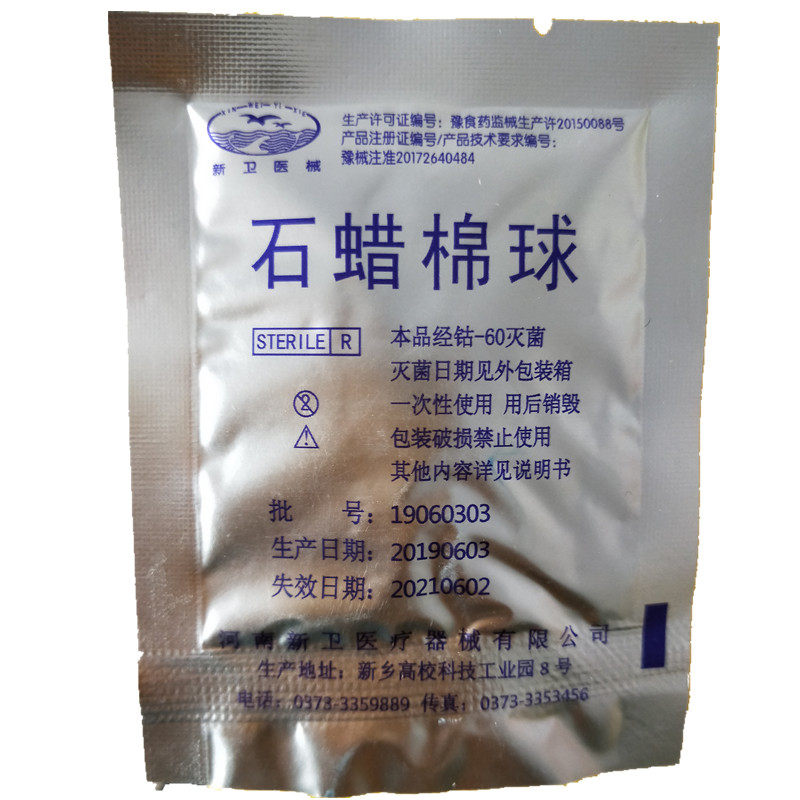 XIN WEI YI XIE
新卫医械
生产许可证编号：豫食药监械生产许20150088号
产品注册证编号/产品技术要求编号：
豫械注准20172640484
石蜡棉球
STERILE R
本品经钴-60灭菌
灭菌日期见外包装箱
2
一次性使用 用后销毁
包装破损禁止使用
其他内容详见说明书
批 号：19060303
生产日期：20190603
失效日期：20210602
河南新卫医疗器械有限公司
生产地址：新乡高校科技工业园8号
电话：0373-3359889 传真：0373-3353456